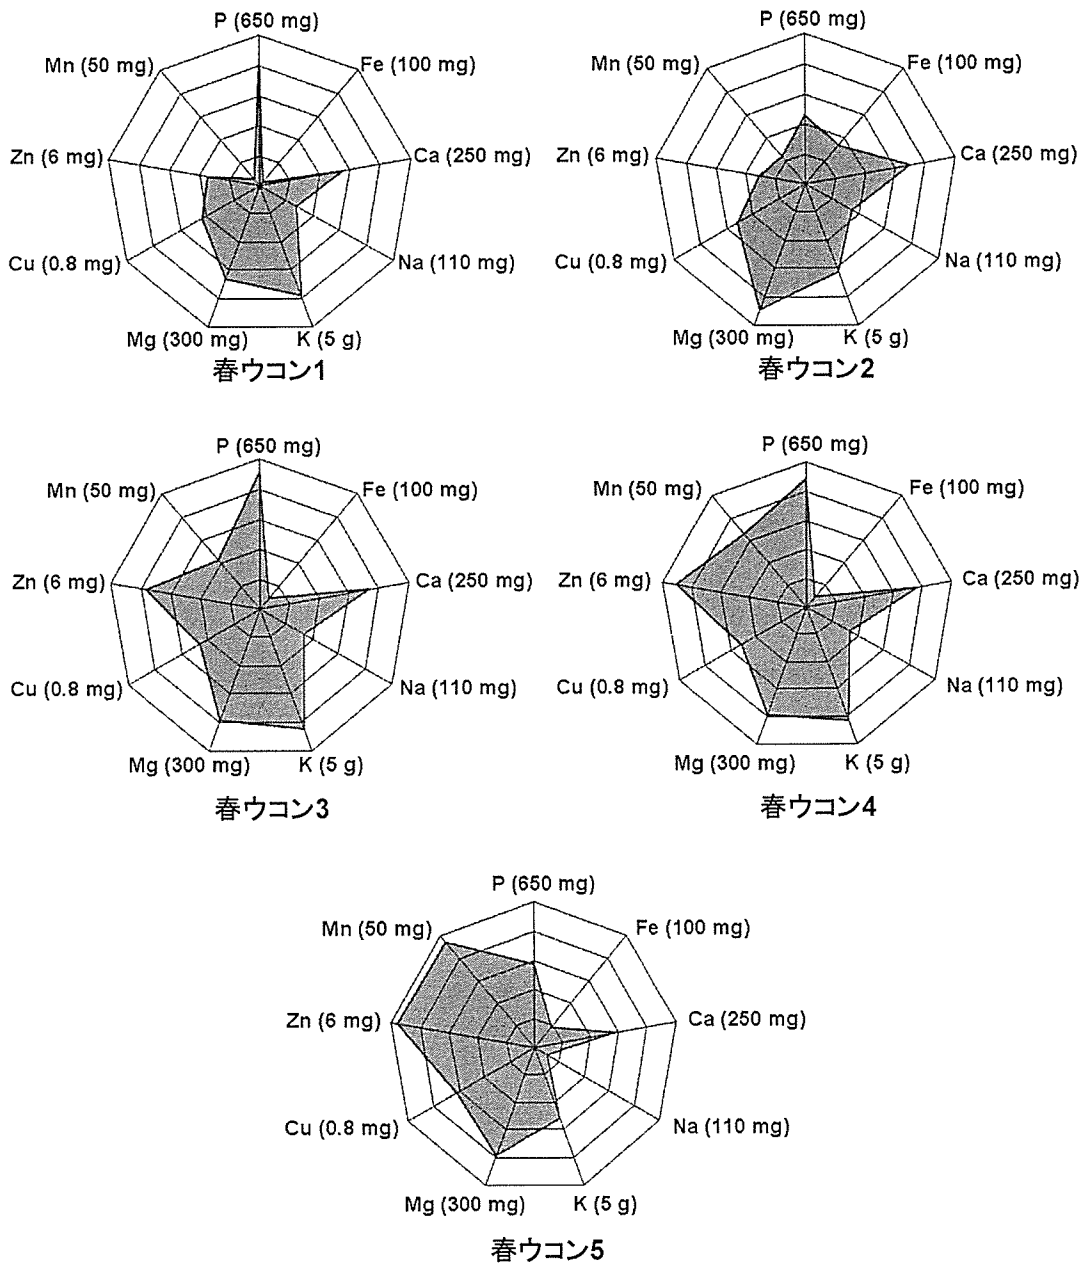 P (650 mg)
Mn (50 mg)
Fe (100 mg)
Zn (6 mg)
Ca (250 mg)
Cu (0.8 mg)
Na (110 mg)
Mg (300 mg)
K (5 g)
春ウコン1
P (650 mg)
Mn (50 mg)
Fe (100 mg)
Zn (6 mg)
Ca (250 mg)
Cu (0.8 mg)
Na (110 mg)
Mg (300 mg)
K (5 g)
春ウコン2
P (650 mg)
Mn (50 mg)
Fe (100 mg)
Zn (6 mg)
Ca (250 mg)
Cu (0.8 mg)
Na (110 mg)
Mg (300 mg)
K (5 g)
春ウコン3
P (650 mg)
Mn (50 mg)
Fe (100 mg)
Zn (6 mg)
Ca (250 mg)
Cu (0.8 mg)
Na (110 mg)
Mg (300 mg)
K (5 g)
春ウコン4
P (650 mg)
Mn (50 mg)
Fe (100 mg)
Zn (6 mg)
Ca (250 mg)
Cu (0.8 mg)
Na (110 mg)
Mg (300 mg)
K (5 g)
春ウコン5